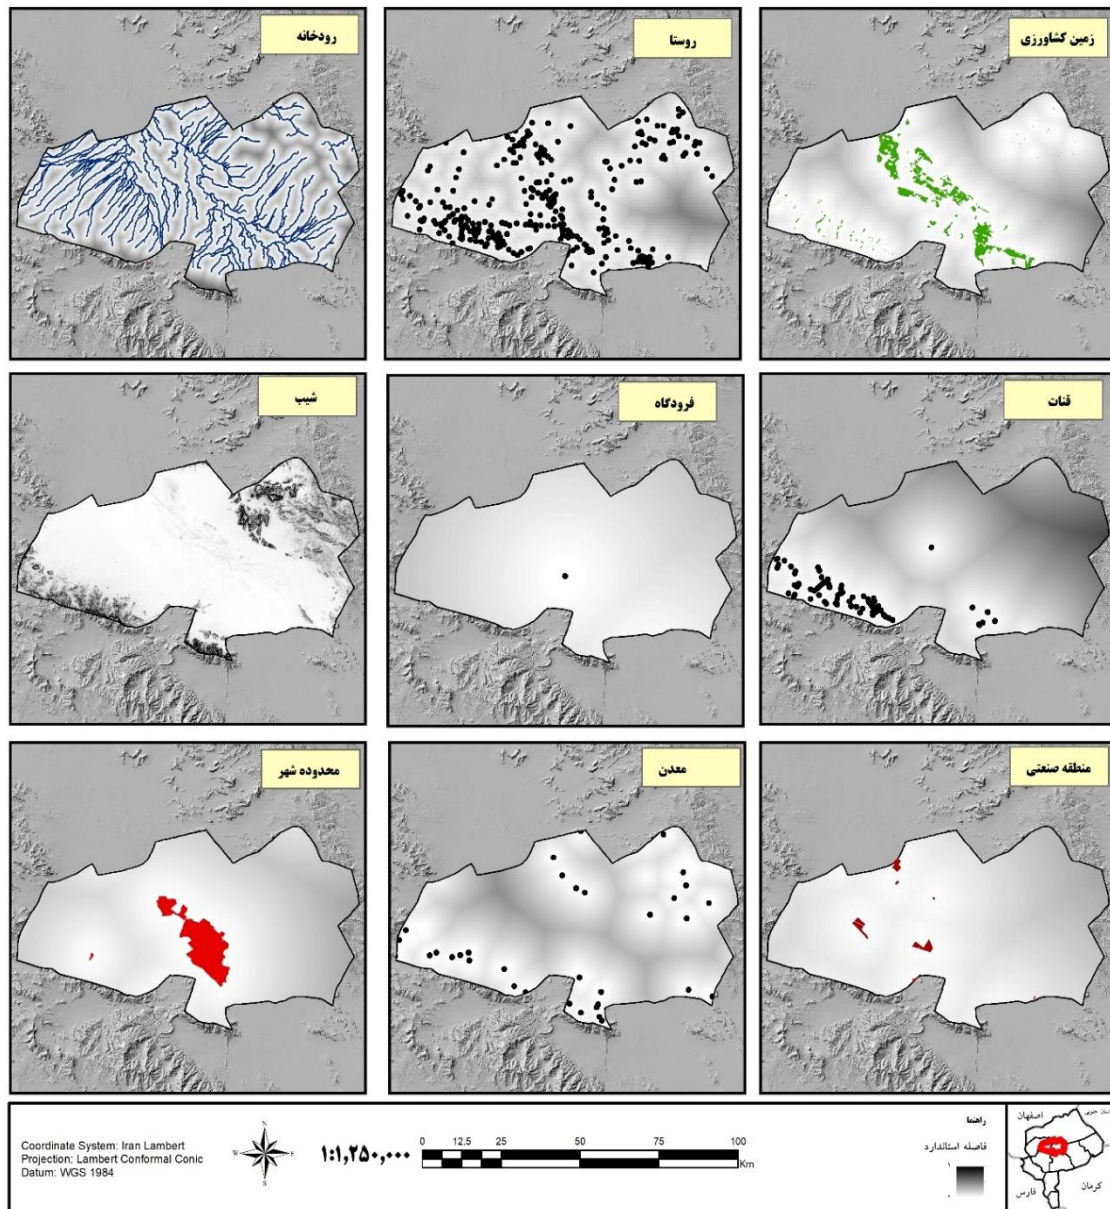 رودخانه
روستا
زمین کشاورزی
شیب
فرودگاه
قنات
محدوده شهر
معدن
منطقه صنعتی
Coordinate System: Iran Lambert
Projection: Lambert Conformal Conic
Datum: WGS 1984
N
W E
S
۱:۱,۲۵۰,۰۰۰
0 12.5 25 50 75 100
Km
راهنما
فاصله استاندارد
۱
۰
اصفهان
کرمان
فارس